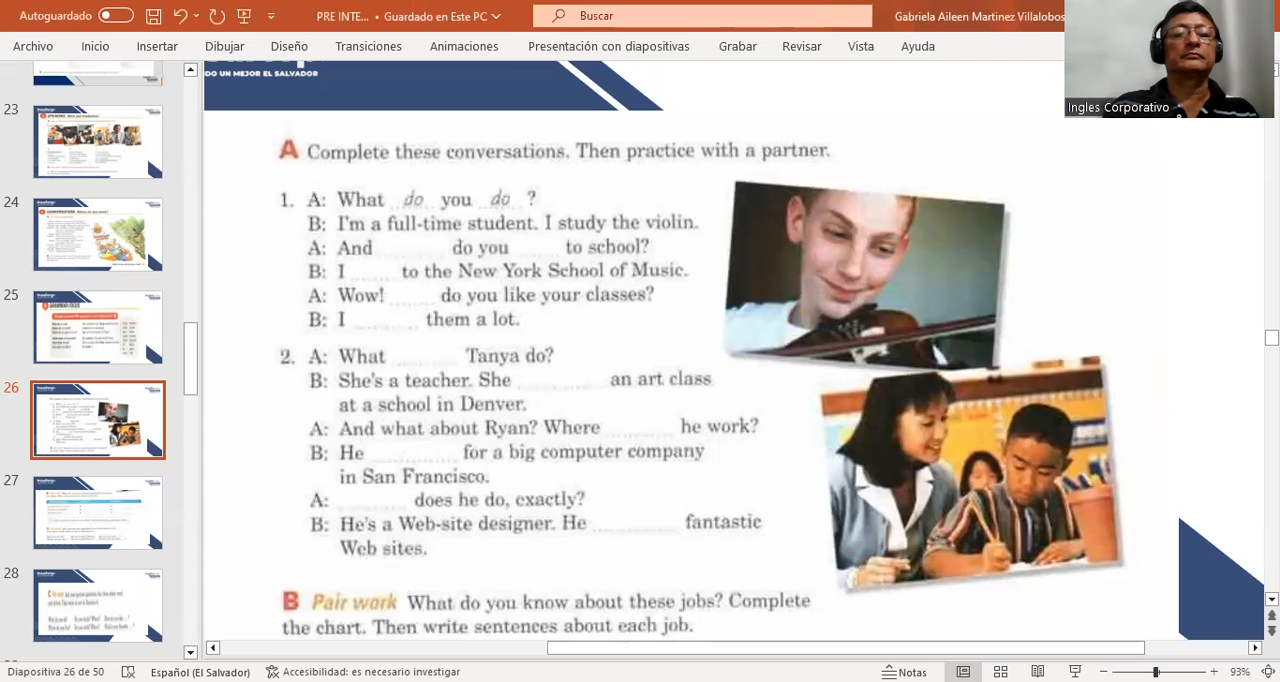 Autoguardado
PRE INTE... • Guardado en Este PC
Buscar
Gabriela Aileen Martinez Villalobos
Archivo Inicio Insertar Dibujar Diseño Transiciones Animaciones Presentación con diapositivas Grabar Revisar Vista Ayuda
Ingles Corporativo
DO UN MEJOR EL SALVADOR
23
24
25
26
27
28
A Complete these conversations. Then practice with a partner.
1. A: What do you do ?
B: I'm a full-time student. I study the violin.
A: And ........ do you ........ to school?
B: I ........ to the New York School of Music.
A: Wow! ........ do you like your classes?
B: I ........ them a lot.
2. A: What ........ Tanya do?
B: She's a teacher. She ........ an art class
at a school in Denver.
A: And what about Ryan? Where ........ he work?
B: He ........ for a big computer company
in San Francisco.
A: ........ does he do, exactly?
B: He's a Web-site designer. He ........ fantastic
Web sites.
B Pair work What do you know about these jobs? Complete
the chart. Then write sentences about each job.
Diapositiva 26 de 50 Español (El Salvador) Accesibilidad: es necesario investigar Notas 93%